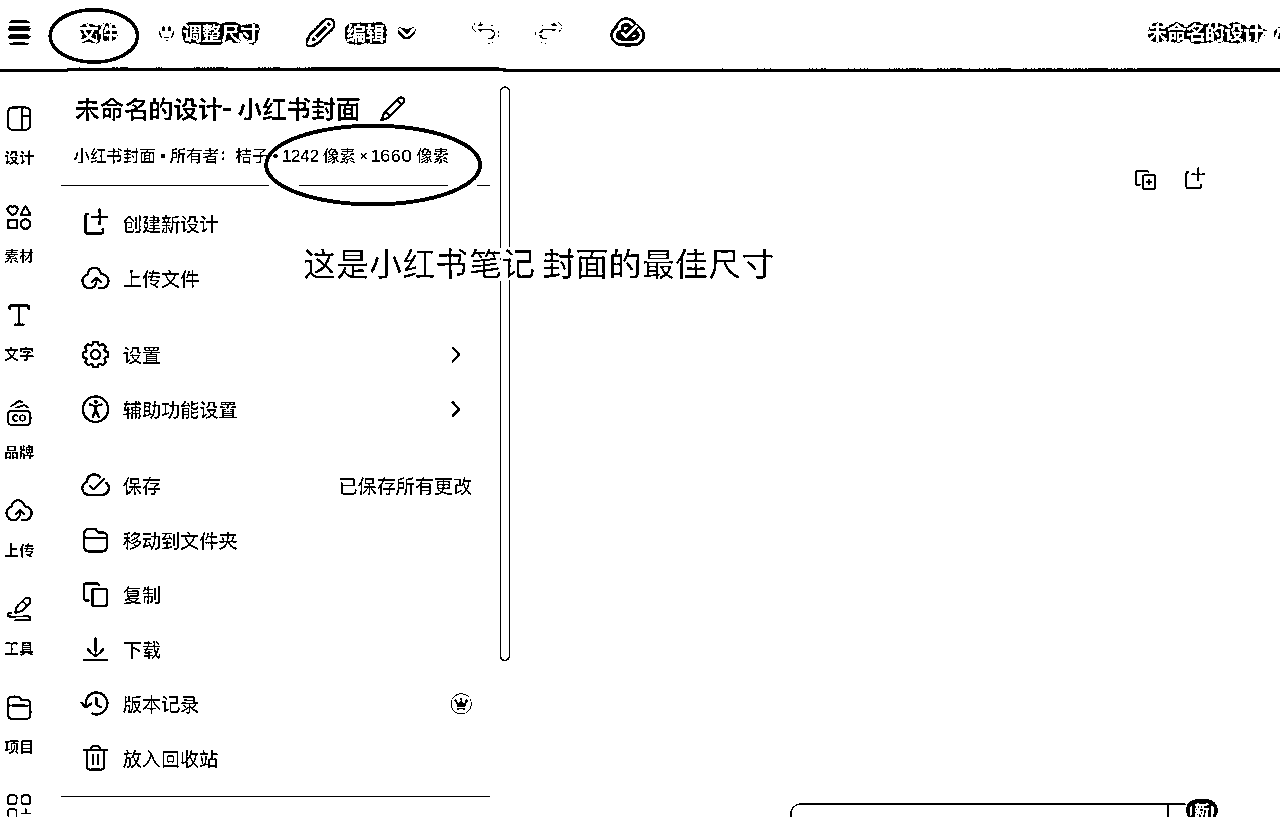 文件 调整尺寸 编辑 未命名的设计
未命名的设计- 小红书封面
小红书封面 • 所有者：桔子 • 1242 像素 × 1660 像素
创建新设计
这是小红书笔记 封面的最佳尺寸
上传文件
设置
辅助功能设置
保存 已保存所有更改
移动到文件夹
复制
下载
版本记录
放入回收站
设计
素材
文字
品牌
CO
上传
工具
项目
新